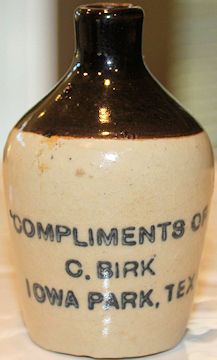 COMPLIMENTS OF
C. BIRK
IOWA PARK, TEX